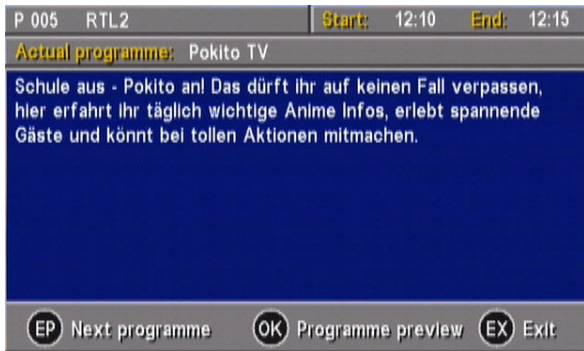 P 005 RTL2 Start: 12:10 End: 12:15
Actual programme: Pokito TV
Schule aus - Pokito an! Das dürft ihr auf keinen Fall verpassen,
hier erfahrt ihr täglich wichtige Anime Infos, erlebt spannende
Gäste und könnt bei tollen Aktionen mitmachen.
EP Next programme OK Programme preview EX Exit